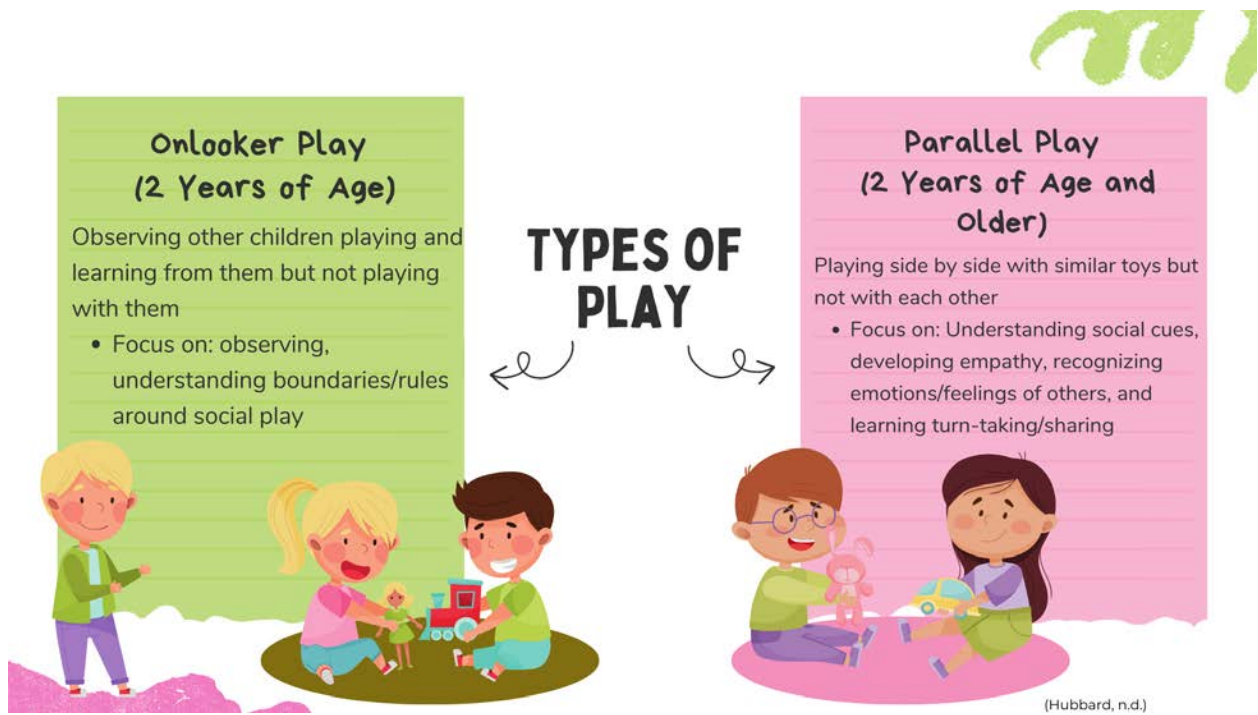 Onlooker Play
(2 Years of Age)
Observing other children playing and
learning from them but not playing
with them
• Focus on: observing,
understanding boundaries/rules
around social play
TYPES OF
PLAY
Parallel Play
(2 Years of Age and
Older)
Playing side by side with similar toys but
not with each other
• Focus on: Understanding social cues,
developing empathy, recognizing
emotions/feelings of others, and
learning turn-taking/sharing
(Hubbard, n.d.)